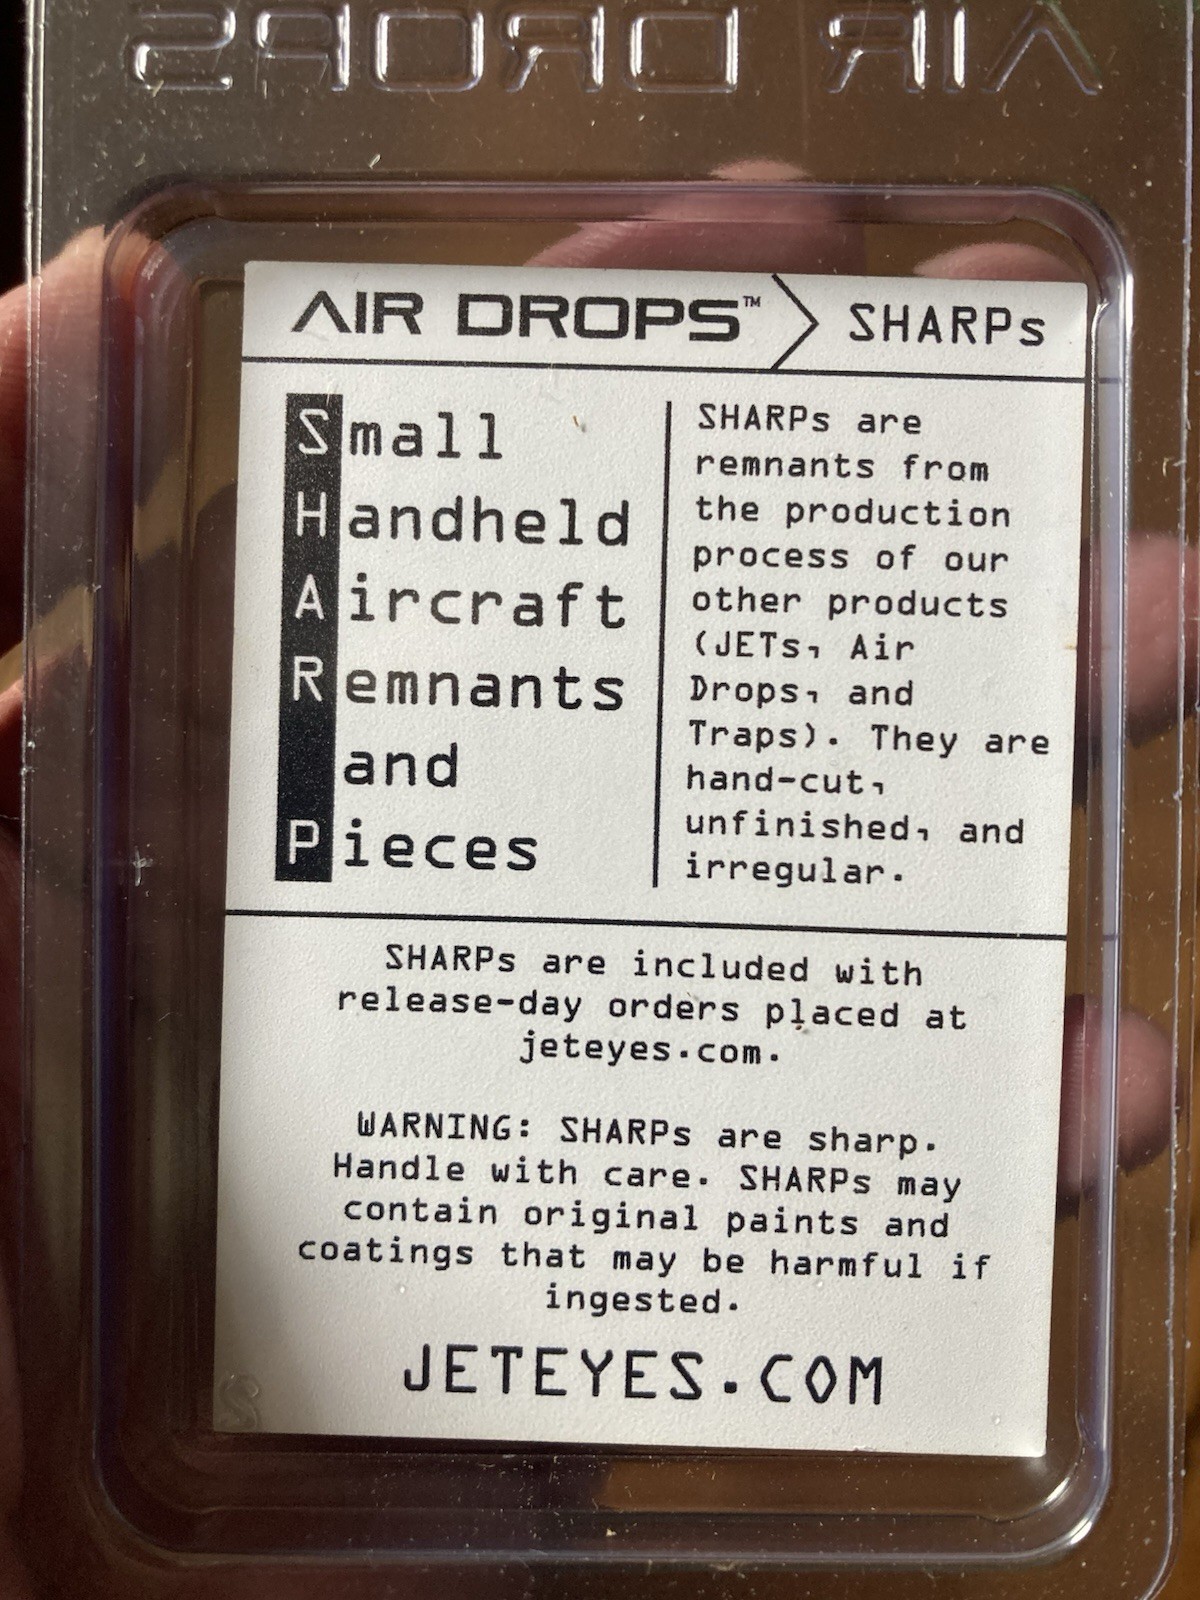 AIR DROPS
AIR DROPS™ SHARPs
Small
Handheld
Aircraft
Remnants
and
Pieces
SHARPs are
remnants from
the production
process of our
other products
(JETs, Air
Drops, and
Traps). They are
hand-cut,
unfinished, and
irregular.
SHARPs are included with
release-day orders placed at
jeteyes.com.
WARNING: SHARPs are sharp.
Handle with care. SHARPs may
contain original paints and
coatings that may be harmful if
ingested.
JETEYES.COM